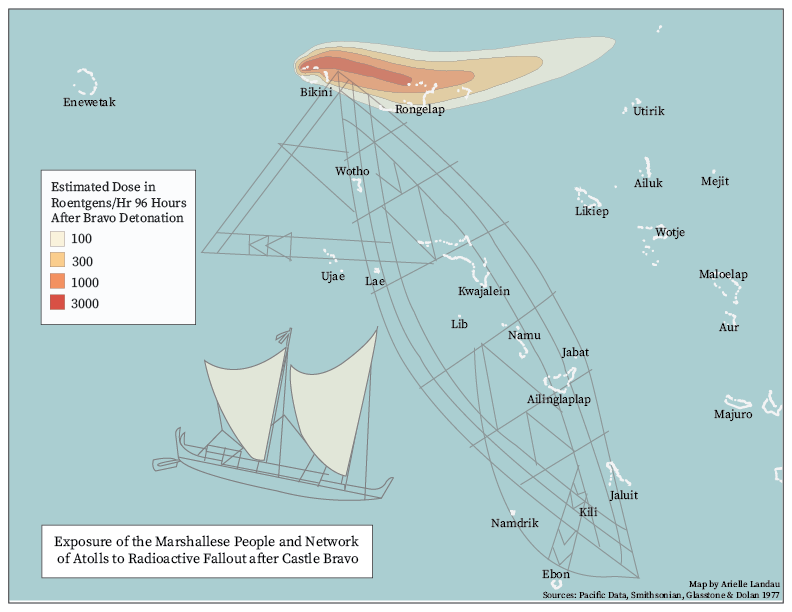 Enewetak
Bikini
Rongelap
Utirik
Wotho
Ailuk
Mejit
Likiep
Wotje
Estimated Dose in
Roentgens/Hr 96 Hours
After Bravo Detonation
100
300
1000
3000
Ujae
Lae
Kwajalein
Maloelap
Aur
Lib
Namu
Jabat
Ailinglaplap
Majuro
Jaluit
Kili
Namdrik
Ebon
Exposure of the Marshallese People and Network
of Atolls to Radioactive Fallout after Castle Bravo
Map by Arielle Landau
Sources: Pacific Data, Smithsonian, Glasstone & Dolan 1977